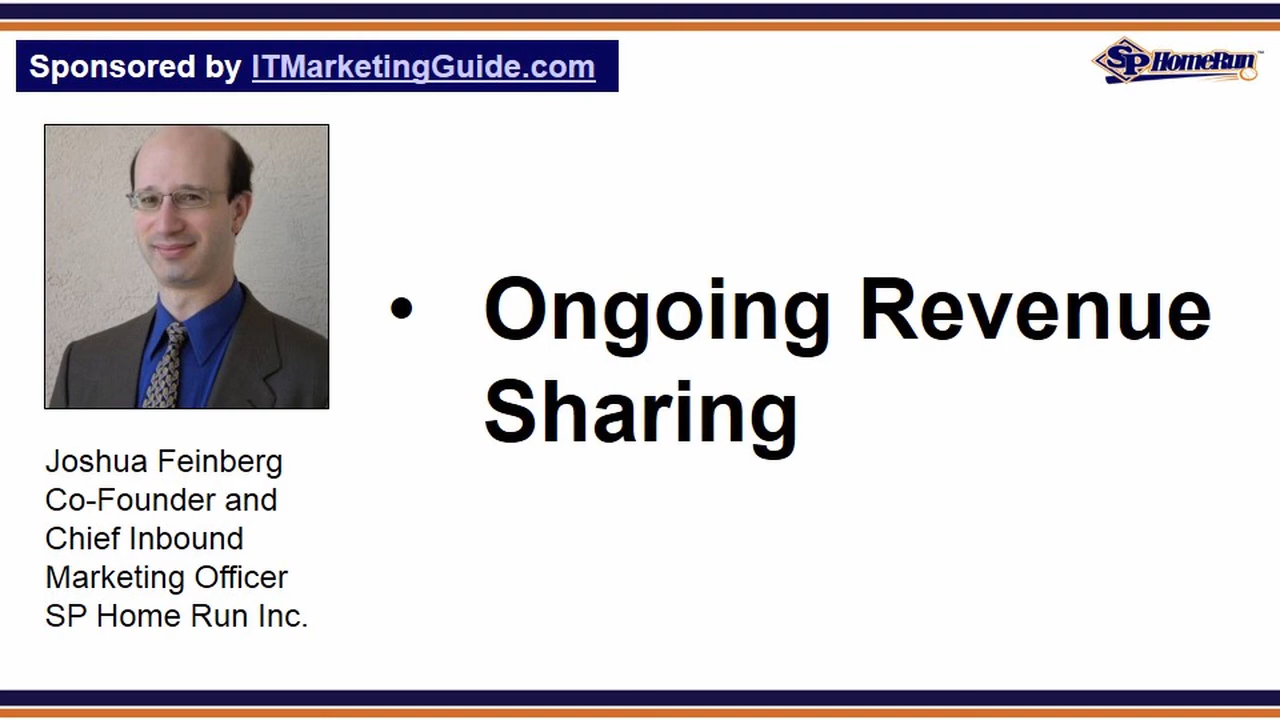 Sponsored by ITMarketingGuide.com
SP HomeRun
• Ongoing Revenue
Sharing
Joshua Feinberg
Co-Founder and
Chief Inbound
Marketing Officer
SP Home Run Inc.